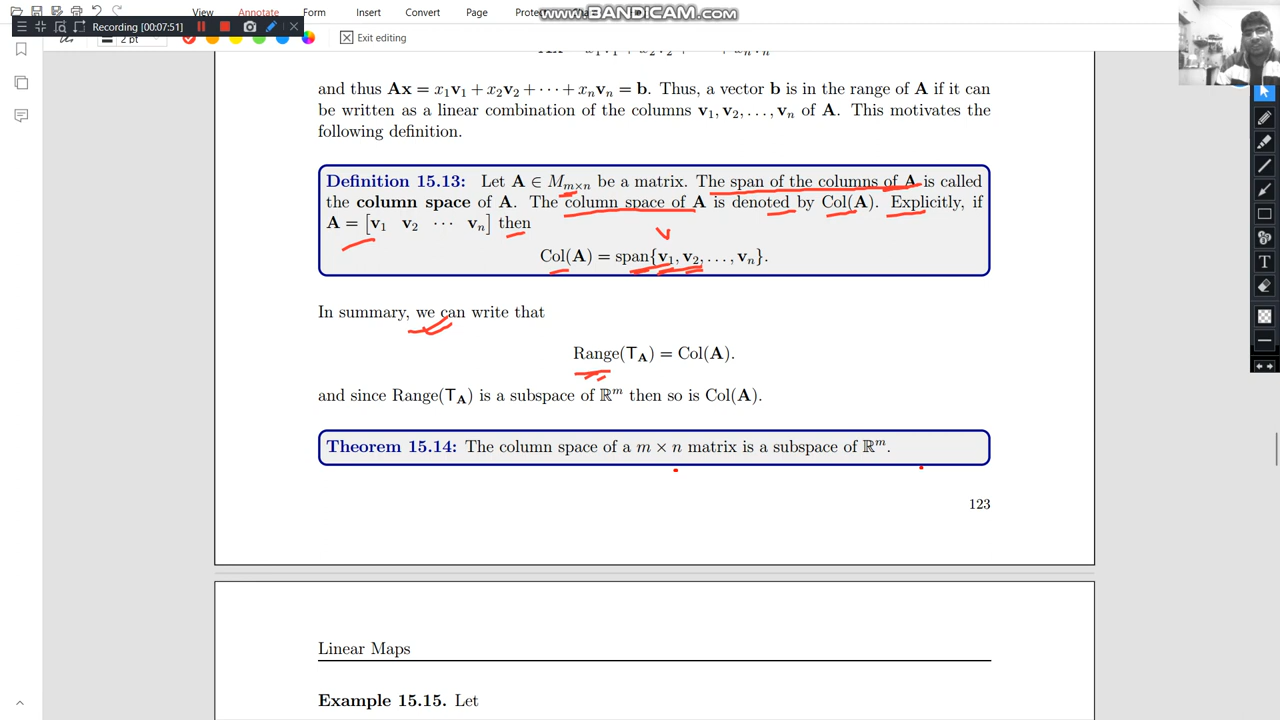 View Annotate Form Insert Convert Page
www.BANDICAM.com
Recording [00:07:51]
2 pt
Exit editing
and thus Ax = x₁v₁ + x₂v₂ + ··· + xₙvₙ = b. Thus, a vector b is in the range of A if it can
be written as a linear combination of the columns v₁, v₂, . . . , vₙ of A. This motivates the
following definition.
Definition 15.13: Let A ∈ Mₘ×ₙ be a matrix. The span of the columns of A is called
the column space of A. The column space of A is denoted by Col(A). Explicitly, if
A = [v₁ v₂ ··· vₙ] then
Col(A) = span{v₁, v₂, . . . , vₙ}.
In summary, we can write that
Range(T_A) = Col(A).
and since Range(T_A) is a subspace of ℝᵐ then so is Col(A).
Theorem 15.14: The column space of a m × n matrix is a subspace of ℝᵐ.
123
Linear Maps
Example 15.15. Let